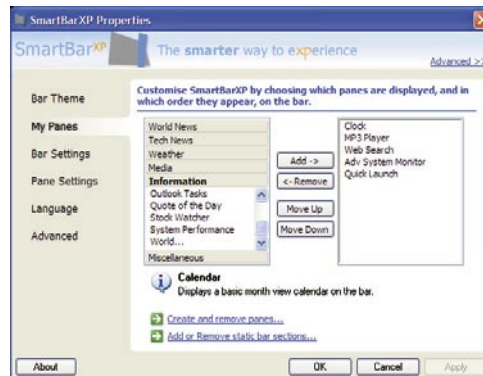 SmartBarXP Properties
SmartBarXP The smarter way to experience
Advanced >>
Customise SmartBarXP by choosing which panes are displayed, and in
which order they appear, on the bar.
Bar Theme
My Panes
Bar Settings
Pane Settings
Language
Advanced
World News
Tech News
Weather
Media
Information
Outlook Tasks
Quote of the Day
Stock Watcher
System Performance
World...
Miscellaneous
Add ->
<- Remove
Move Up
Move Down
Clock
MP3 Player
Web Search
Adv System Monitor
Quick Launch
Calendar
Displays a basic month view calendar on the bar.
Create and remove panes...
Add or Remove static bar sections...
About
OK
Cancel
Apply